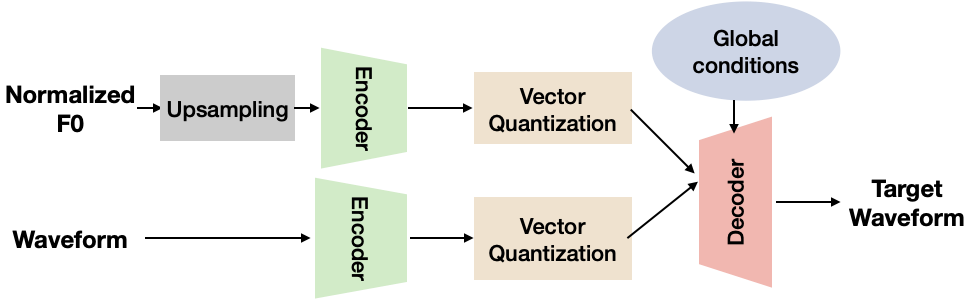 Global
conditions
Normalized
F0
Upsampling
Encoder
Vector
Quantization
Decoder
Target
Waveform
Waveform
Encoder
Vector
Quantization